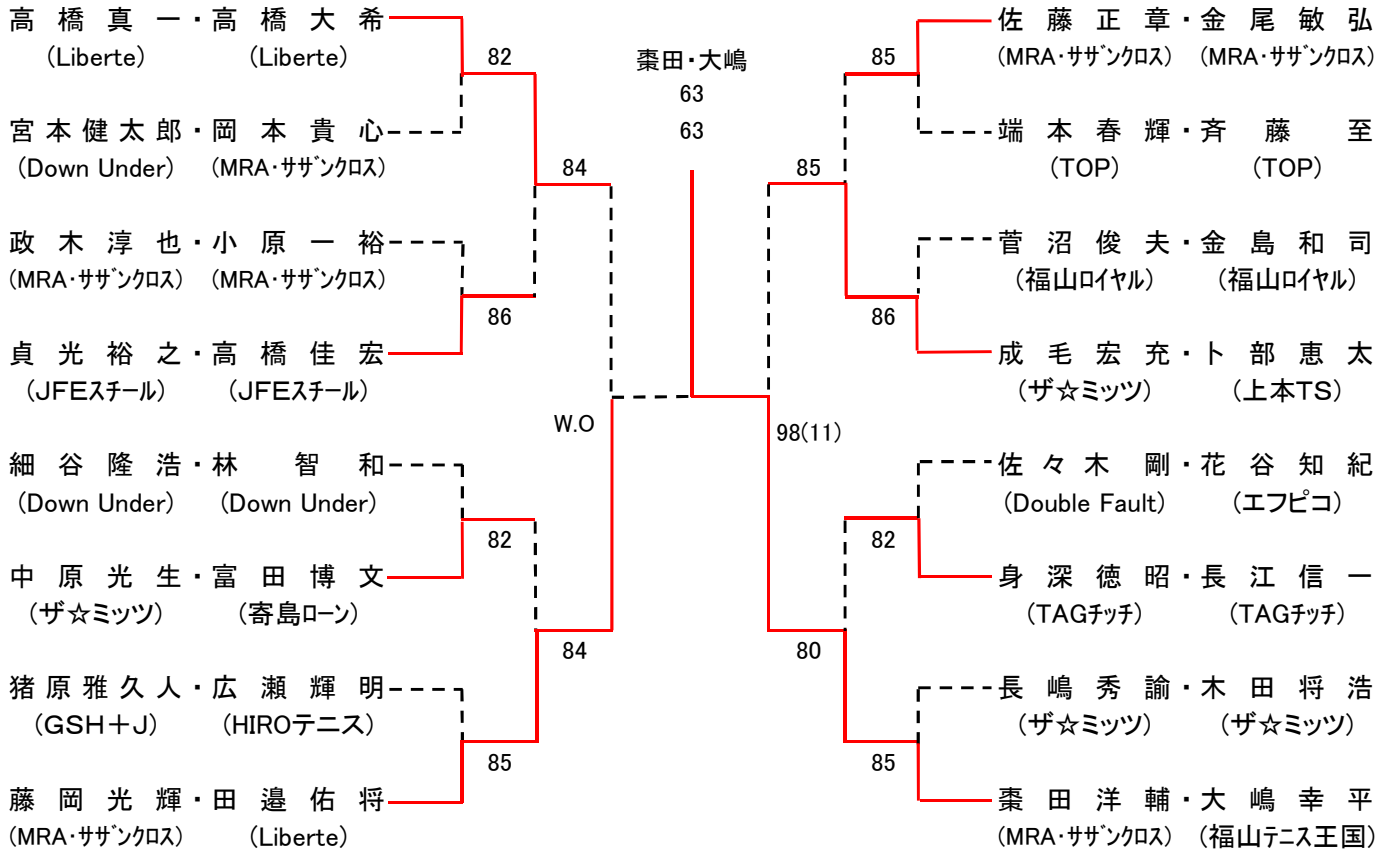 高橋真一・高橋大希
(Liberte) (Liberte)
82
宮本健太郎・岡本貴心
(Down Under) (MRA・ｻｻﾞﾝｸﾛｽ)
84
政木淳也・小原一裕
(MRA・ｻｻﾞﾝｸﾛｽ) (MRA・ｻｻﾞﾝｸﾛｽ)
86
貞光裕之・高橋佳宏
(JFEｽﾁｰﾙ) (JFEｽﾁｰﾙ)
W.O
細谷隆浩・林智和
(Down Under) (Down Under)
82
中原光生・富田博文
(ザ☆ミッツ) (寄島ﾛｰﾝ)
84
猪原雅久人・広瀬輝明
(GSH＋J) (HIROテニス)
85
藤岡光輝・田邉佑将
(MRA・ｻｻﾞﾝｸﾛｽ) (Liberte)
棗田・大嶋
63
63
佐藤正章・金尾敏弘
(MRA・ｻｻﾞﾝｸﾛｽ) (MRA・ｻｻﾞﾝｸﾛｽ)
85
端本春輝・斉藤至
(TOP) (TOP)
85
菅沼俊夫・金島和司
(福山ﾛｲﾔﾙ) (福山ﾛｲﾔﾙ)
86
成毛宏充・卜部恵太
(ザ☆ミッツ) (上本TS)
98(11)
佐々木剛・花谷知紀
(Double Fault) (エフピコ)
82
身深徳昭・長江信一
(TAGﾁｯﾁ) (TAGﾁｯﾁ)
80
長嶋秀諭・木田将浩
(ザ☆ミッツ) (ザ☆ミッツ)
85
棗田洋輔・大嶋幸平
(MRA・ｻｻﾞﾝｸﾛｽ) (福山ﾃﾆｽ王国)